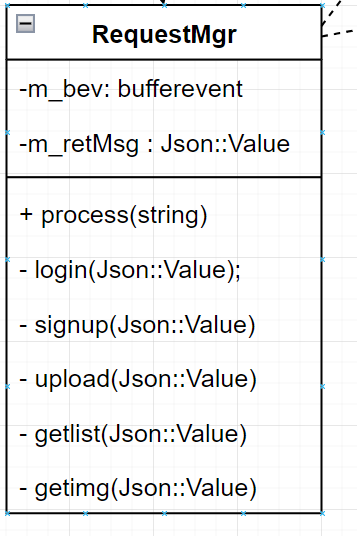 RequestMgr
-m_bev: bufferevent
-m_retMsg : Json::Value
+ process(string)
- login(Json::Value);
- signup(Json::Value)
- upload(Json::Value)
- getlist(Json::Value)
- getimg(Json::Value)